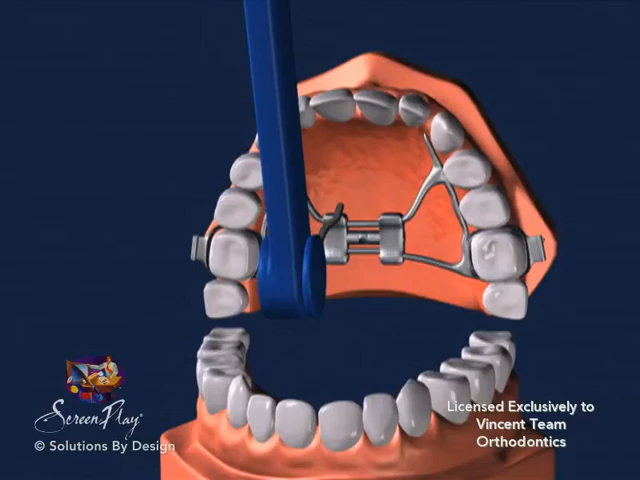 ScreenPlay®
© Solutions By Design
Licensed Exclusively to
Vincent Team
Orthodontics